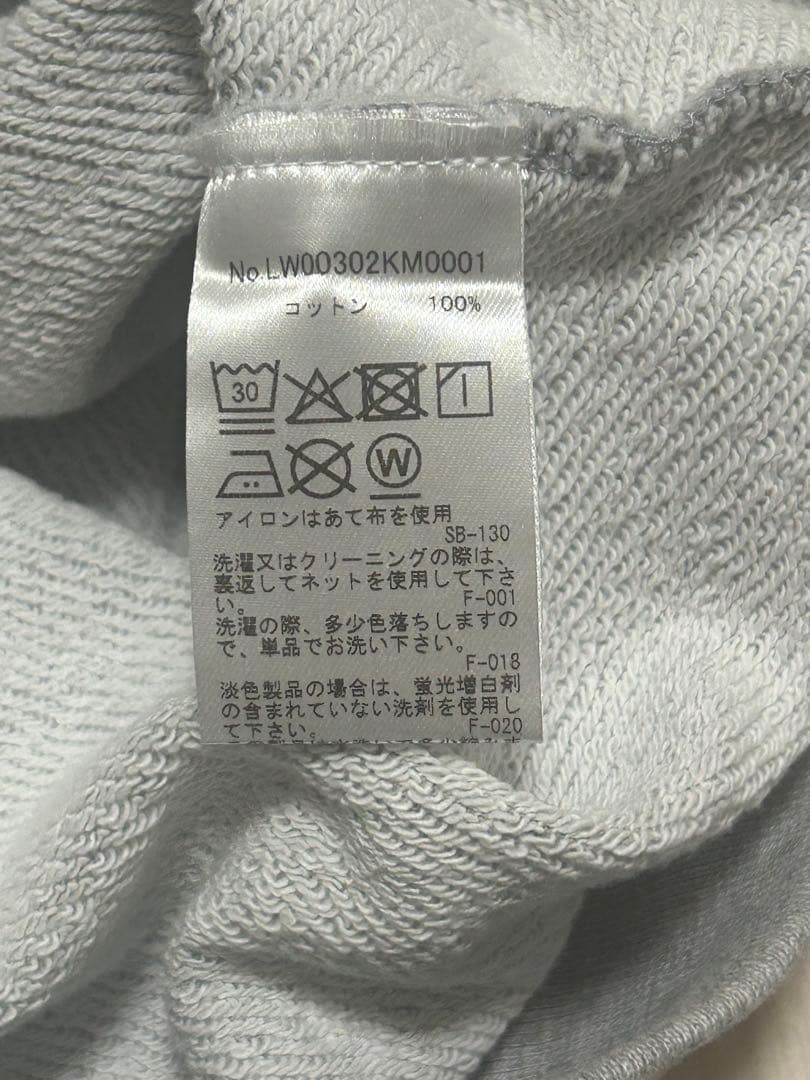 No.LW00302KM0001
コットン 100%
30
W
アイロンはあて布を使用
SB-130
洗濯又はクリーニングの際は、
裏返してネットを使用して下さ
い。 F-001
洗濯の際、多少色落ちしますの
で、単品でお洗い下さい。
F-018
淡色製品の場合は、蛍光増白剤
の含まれていない洗剤を使用し
て下さい。 F-020